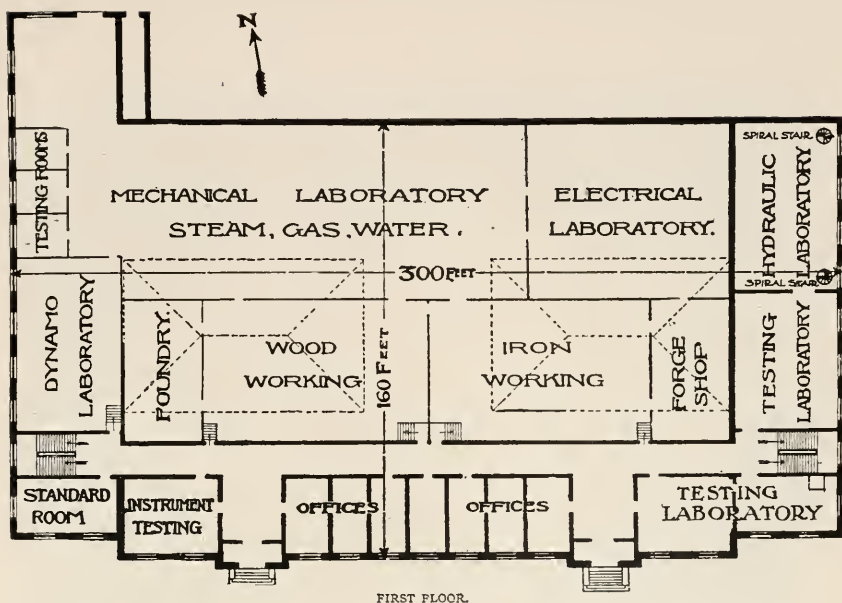 N
SPIRAL STAIR
TESTING ROOMS
MECHANICAL LABORATORY
STEAM, GAS, WATER.
ELECTRICAL
LABORATORY.
HYDRAULIC
LABORATORY
300 FEET
SPIRAL STAIR
DYNAMO
LABORATORY
FOUNDRY
WOOD
WORKING
160 FEET
IRON
WORKING
FORGE
SHOP
TESTING
LABORATORY
STANDARD
ROOM
INSTRUMENT
TESTING
OFFICES
OFFICES
TESTING
LABORATORY
FIRST FLOOR.